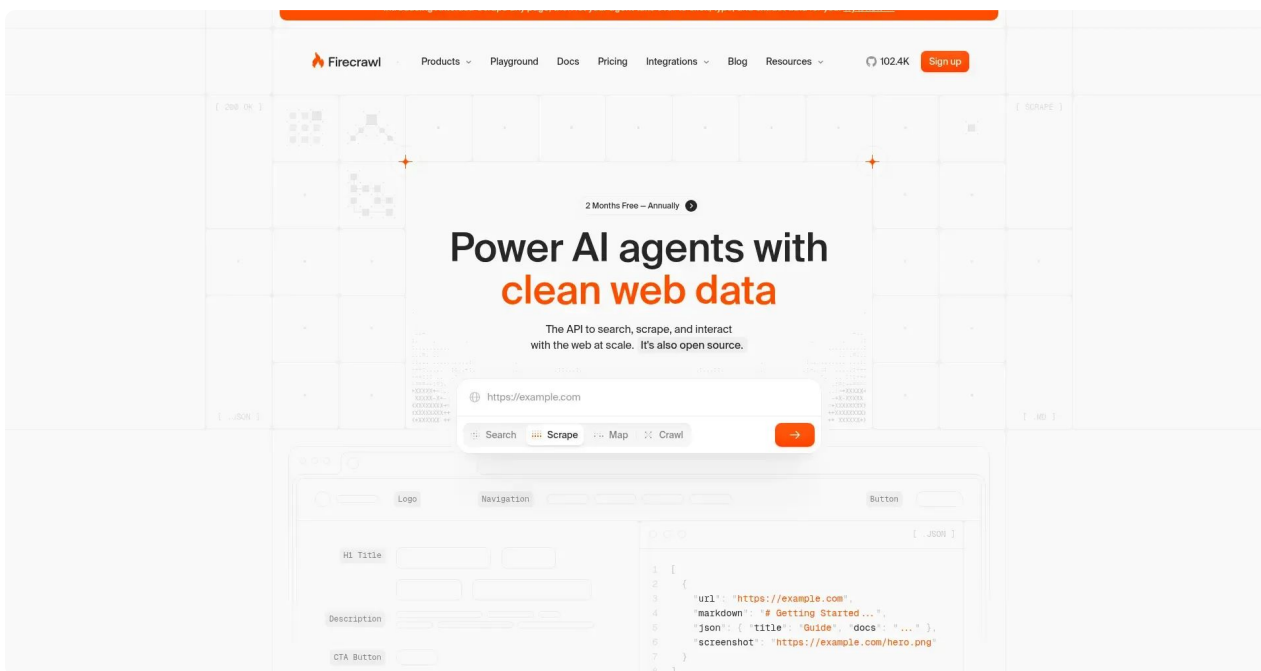 Firecrawl
Products
Playground
Docs
Pricing
Integrations
Blog
Resources
102.4K
Sign up
[ 200 OK ]
[ SCRAPE ]
2 Months Free – Annually
Power AI agents with
clean web data
The API to search, scrape, and interact
with the web at scale. It's also open source.
https://example.com
[ .JSON ]
Search
Scrape
Map
Crawl
Logo
Navigation
Button
[ .JSON ]
H1 Title
Description
CTA Button
1 [
2 {
3 "url": "https://example.com",
4 "markdown": "# Getting Started...",
5 "json": { "title": "Guide", "docs": "..." },
6 "screenshot": "https://example.com/hero.png"
7 }